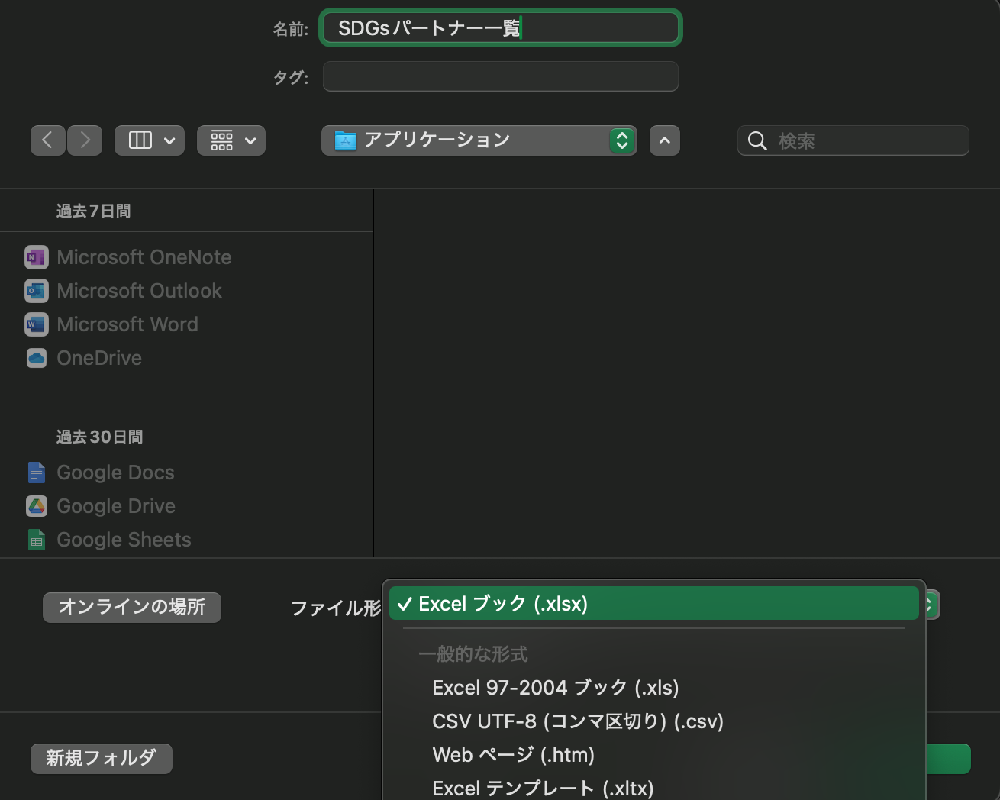 名前:
SDGsパートナー一覧
タグ:
アプリケーション
検索
過去7日間
Microsoft OneNote
Microsoft Outlook
Microsoft Word
OneDrive
過去30日間
Google Docs
Google Drive
Google Sheets
オンラインの場所
ファイル形
Excel ブック (.xlsx)
一般的な形式
Excel 97-2004 ブック (.xls)
CSV UTF-8 (コンマ区切り) (.csv)
Web ページ (.htm)
Excel テンプレート (.xltx)
新規フォルダ